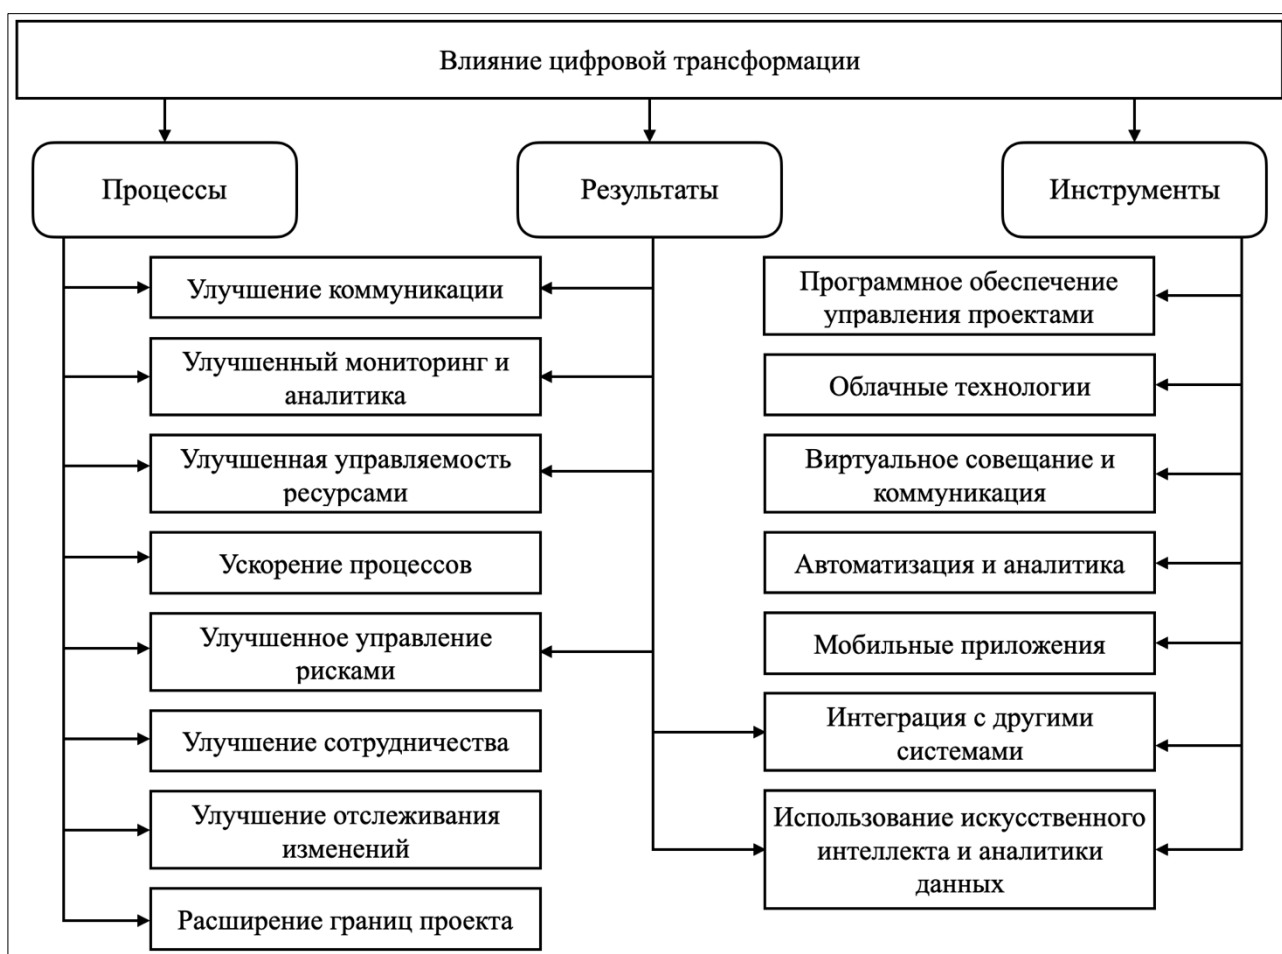 Влияние цифровой трансформации
Процессы
Результаты
Инструменты
Улучшение коммуникации
Улучшенный мониторинг и
аналитика
Улучшенная управляемость
ресурсами
Ускорение процессов
Улучшенное управление
рисками
Улучшение сотрудничества
Улучшение отслеживания
изменений
Расширение границ проекта
Программное обеспечение
управления проектами
Облачные технологии
Виртуальное совещание и
коммуникация
Автоматизация и аналитика
Мобильные приложения
Интеграция с другими
системами
Использование искусственного
интеллекта и аналитики
данных